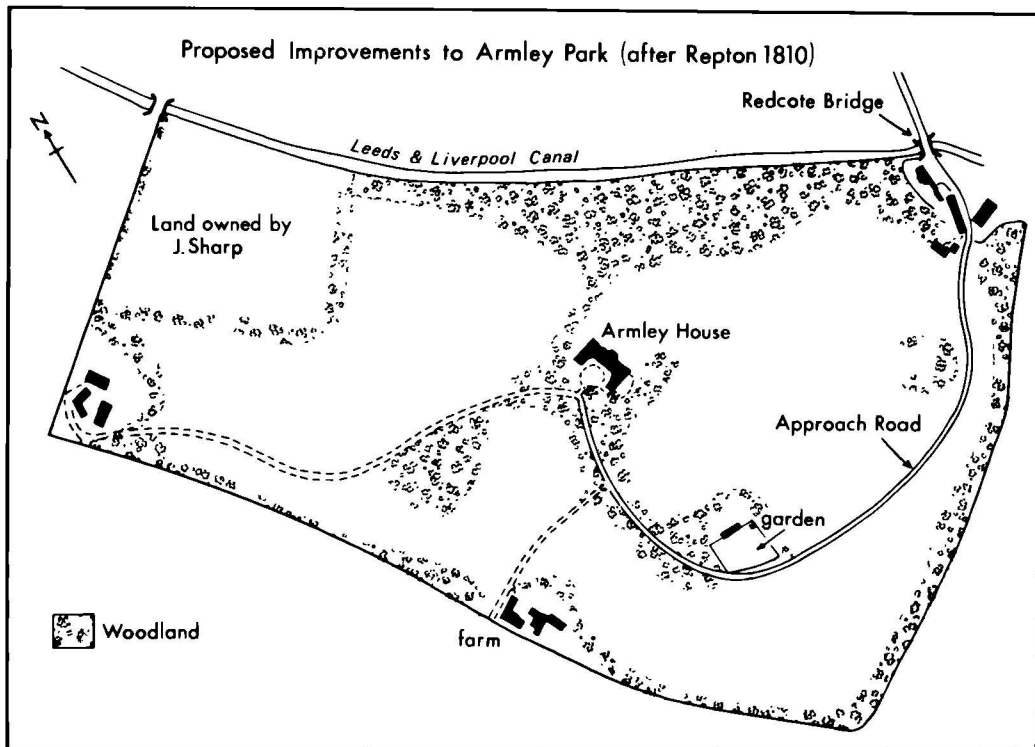 Proposed Improvements to Armley Park (after Repton 1810)
Redcote Bridge
N
Leeds & Liverpool Canal
Land owned by
J. Sharp
Armley House
Approach Road
garden
Woodland
farm